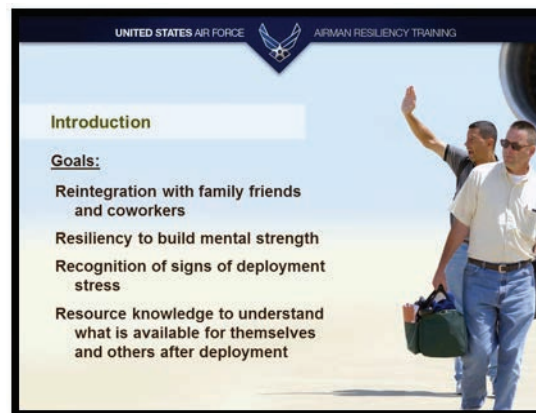 UNITED STATES AIR FORCE AIRMAN RESILIENCY TRAINING
Introduction
Goals:
Reintegration with family friends
and coworkers
Resiliency to build mental strength
Recognition of signs of deployment
stress
Resource knowledge to understand
what is available for themselves
and others after deployment